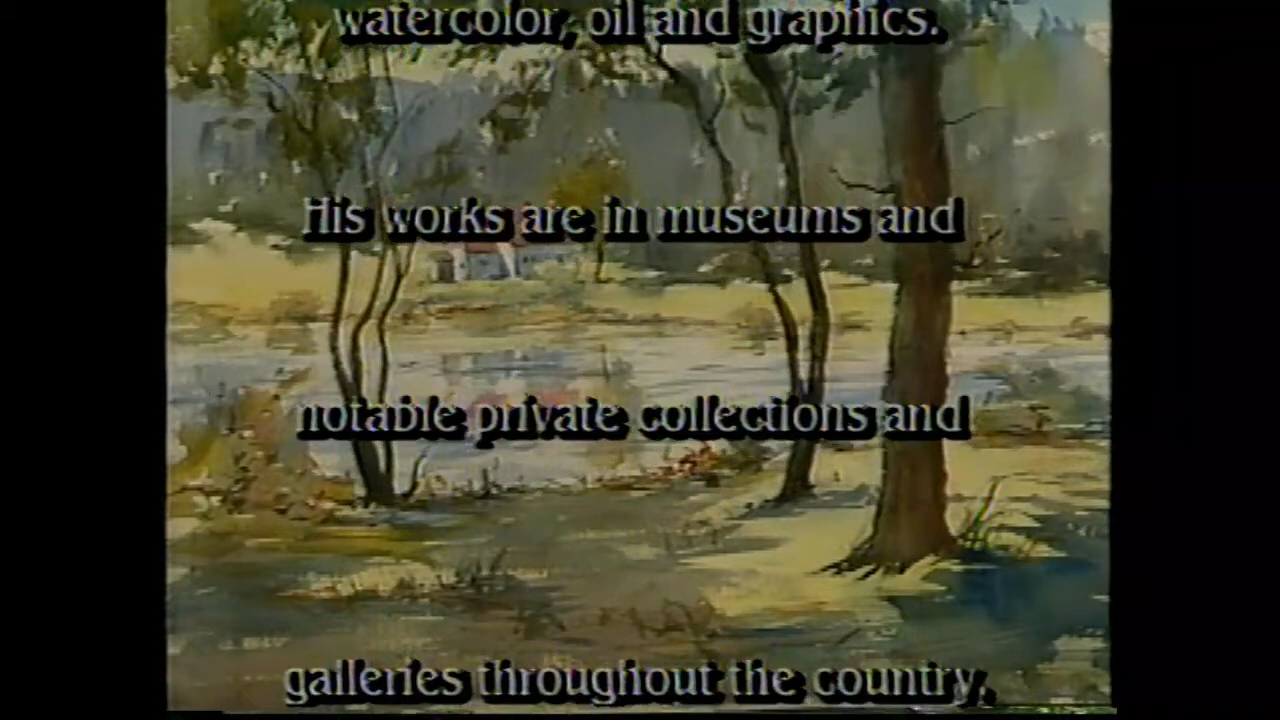 watercolor, oil and graphics.
His works are in museums and
notable private collections and
galleries throughout the country.